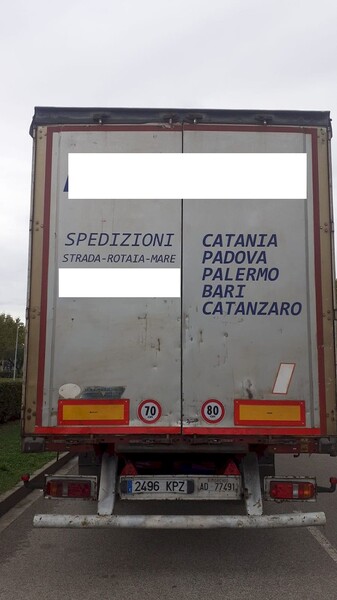 SPEDIZIONI
STRADA-ROTAIA-MARE
CATANIA
PADOVA
PALERMO
BARI
CATANZARO
70
80
2496 KPZ
AD 77491